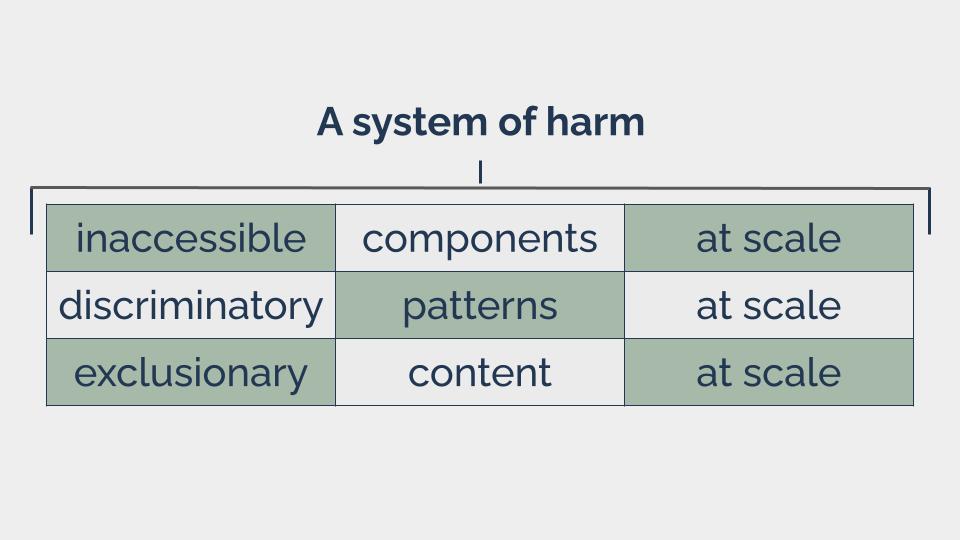 A system of harm
inaccessible components at scale
discriminatory patterns at scale
exclusionary content at scale